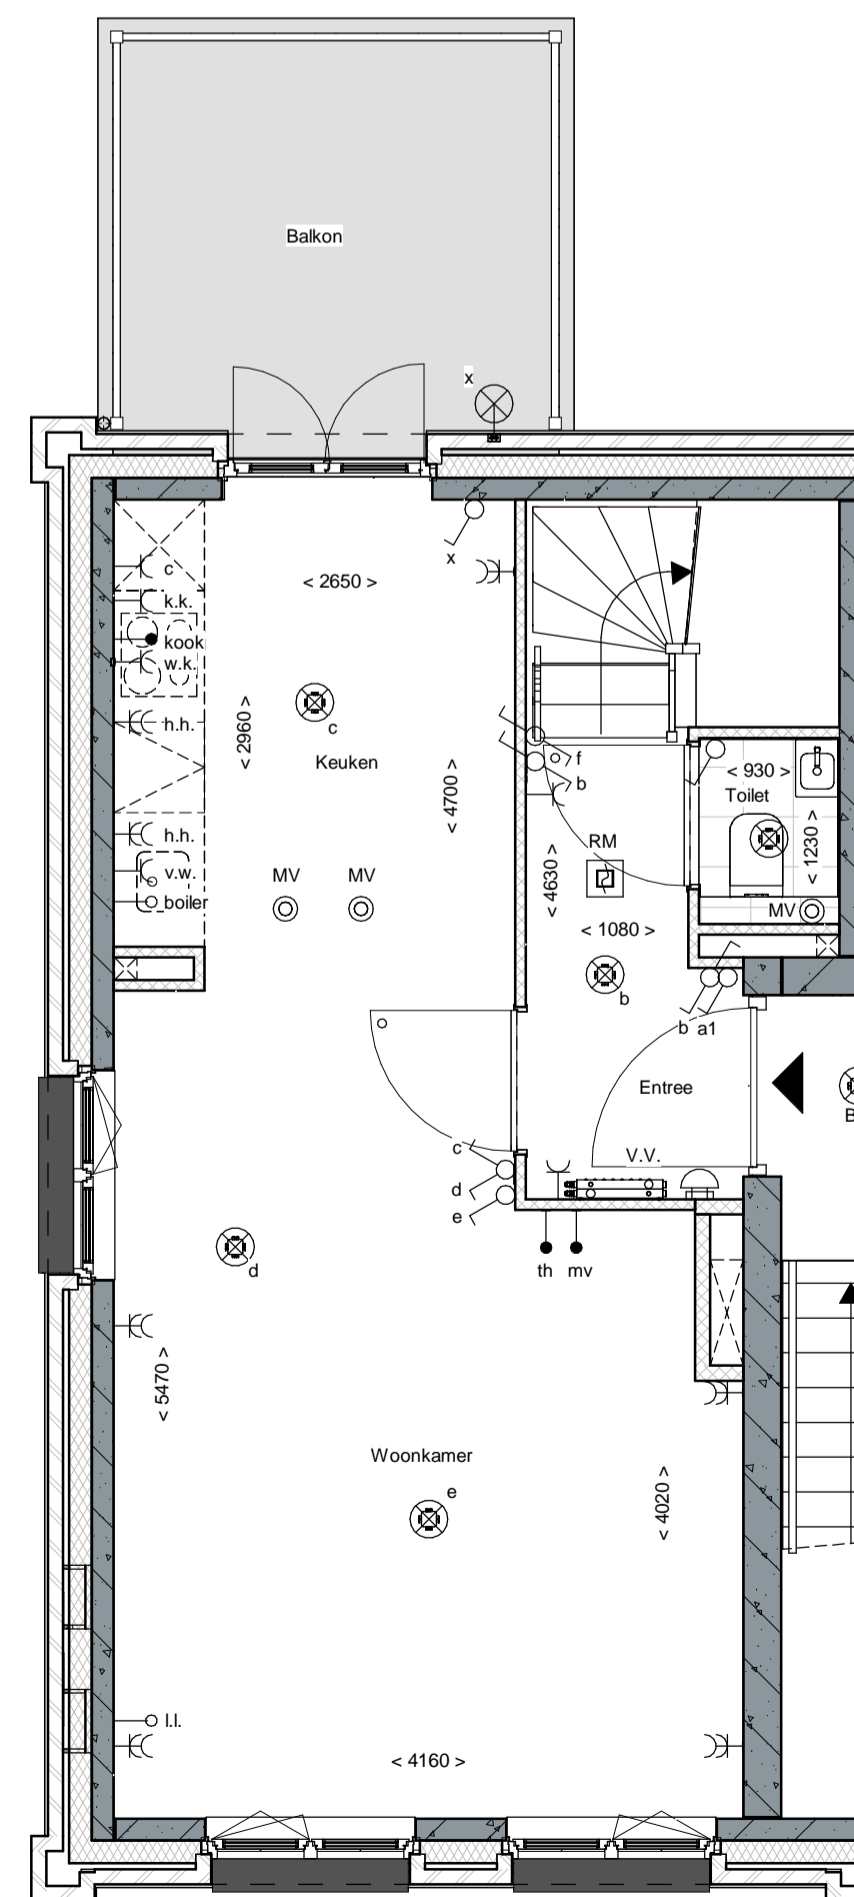 Balkon
x
x
c
< 2650 >
k.k.
kook
w.k.
h.h.
< 2960 >
c
Keuken
< 4700 >
f
b
< 930 >
Toilet
< 1230 >
h.h.
v.w.
boiler
MV
MV
RM
< 4630 >
MV
< 1080 >
b
b
a1
Entree
B
c
d
e
V.V.
d
th
mv
< 5470 >
Woonkamer
e
< 4020 >
l.l.
< 4160 >